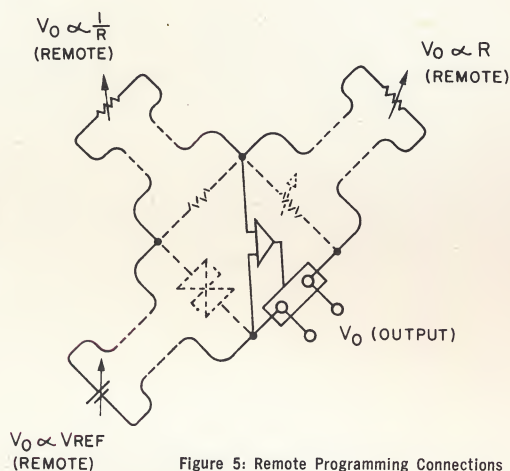 V₀ ∝ 1/R
(REMOTE)
V₀ ∝ R
(REMOTE)
V₀ (OUTPUT)
V₀ ∝ VREF
(REMOTE)
Figure 5: Remote Programming Connections